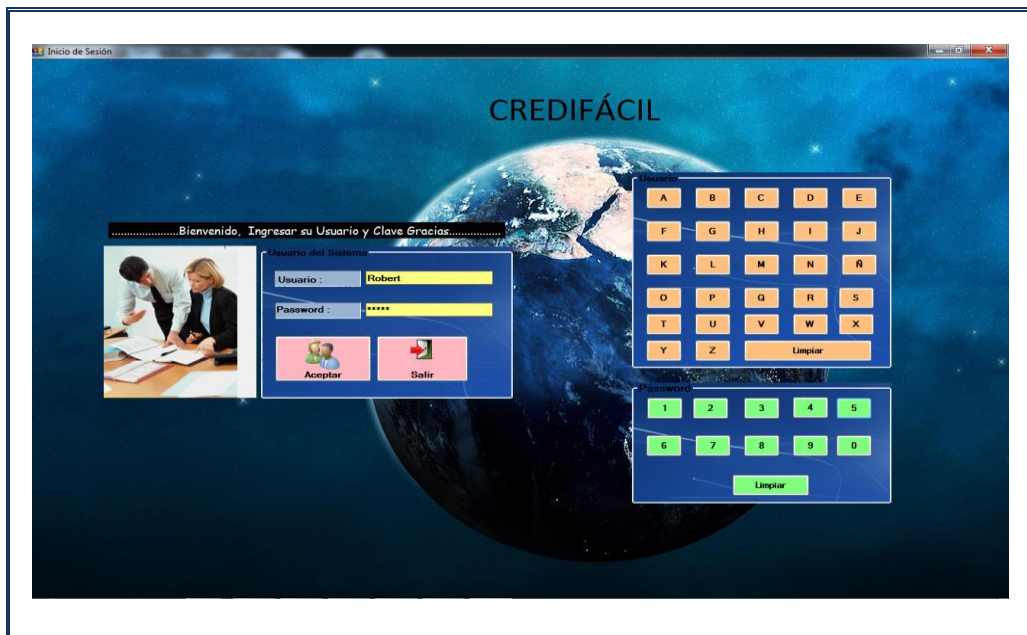 Inicio de Sesión
CREDIFÁCIL
.....................Bienvenido, Ingresar su Usuario y Clave Gracias................
Usuario del Sistema
Usuario :
Robert
Password :
*****
Aceptar
Salir
Usuario
A B C D E
F G H I J
K L M N Ñ
O P Q R S
T U V W X
Y Z Limpiar
Password
1 2 3 4 5
6 7 8 9 0
Limpiar